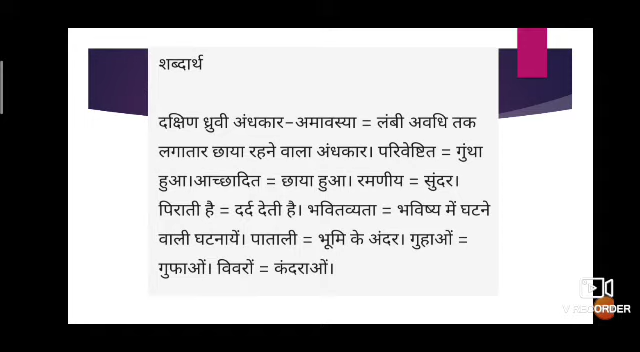 शब्दार्थ
दक्षिण ध्रुवी अंधकार-अमावस्या = लंबी अवधि तक
लगातार छाया रहने वाला अंधकार। परिवेष्टित = गुंथा
हुआ।आच्छादित = छाया हुआ। रमणीय = सुंदर।
पिराती है = दर्द देती है। भवितव्यता = भविष्य में घटने
वाली घटनायें। पाताली = भूमि के अंदर। गुहाओं =
गुफाओं। विवरों = कंदराओं।
V RECORDER